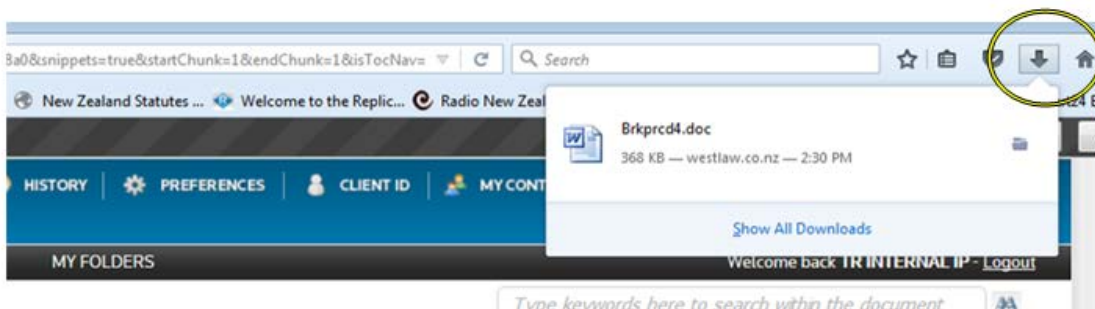 3a0&snippets=true&startChunk=1&endChunk=1&isTocNav=
Search
New Zealand Statutes ... Welcome to the Replic... Radio New Zeal
Brkprcd4.doc
368 KB — westlaw.co.nz — 2:30 PM
HISTORY PREFERENCES CLIENT ID MY CONT
Show All Downloads
MY FOLDERS Welcome back TR INTERNAL IP - Logout
Type keywords here to search within the document